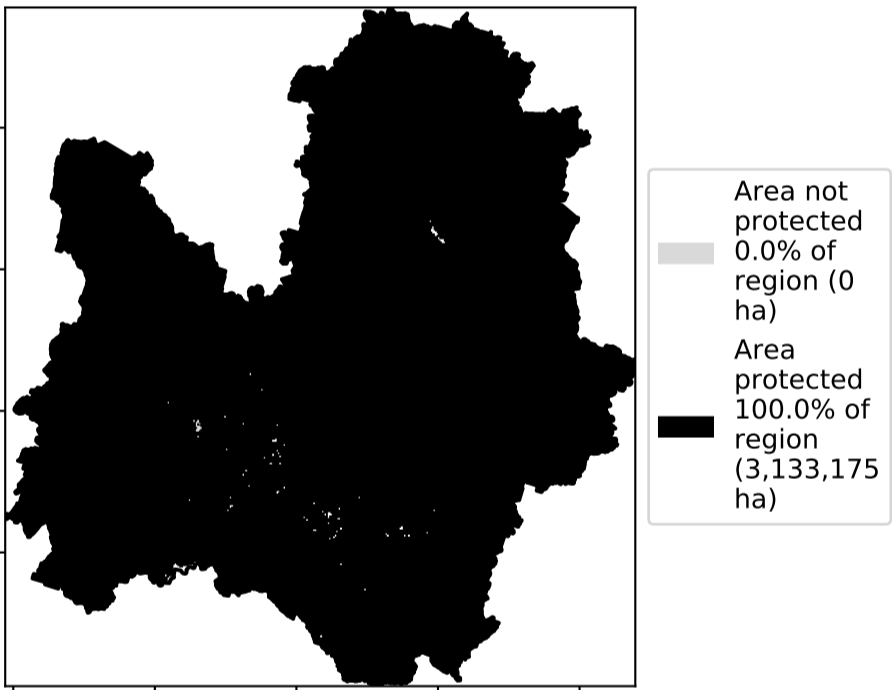 Area not
protected
0.0% of
region (0
ha)
Area
protected
100.0% of
region
(3,133,175
ha)